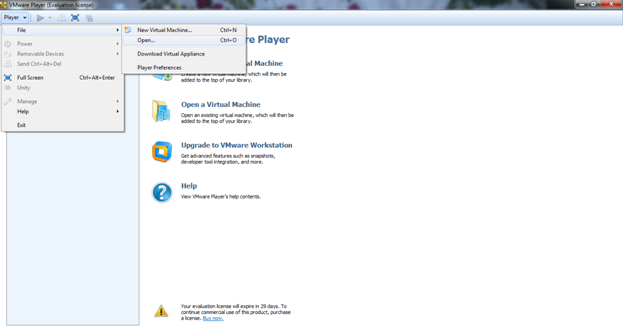 VMware Player (Evaluation license)
Player
File
New Virtual Machine... Ctrl+N
Open... Ctrl+O
Download Virtual Appliance
Player Preferences
Power
Removable Devices
Send Ctrl+Alt+Del
Full Screen Ctrl+Alt+Enter
Unity
Manage
Help
Exit
re Player
l Machine
which will then be
added to the top of your library.
Open a Virtual Machine
Open an existing virtual machine, which will then be
added to the top of your library.
Upgrade to VMware Workstation
Get advanced features such as snapshots,
developer tool integration, and more.
Help
View VMware Player's help contents.
Your evaluation license will expire in 29 days. To
continue commercial use of this product, purchase
a license. Buy now.